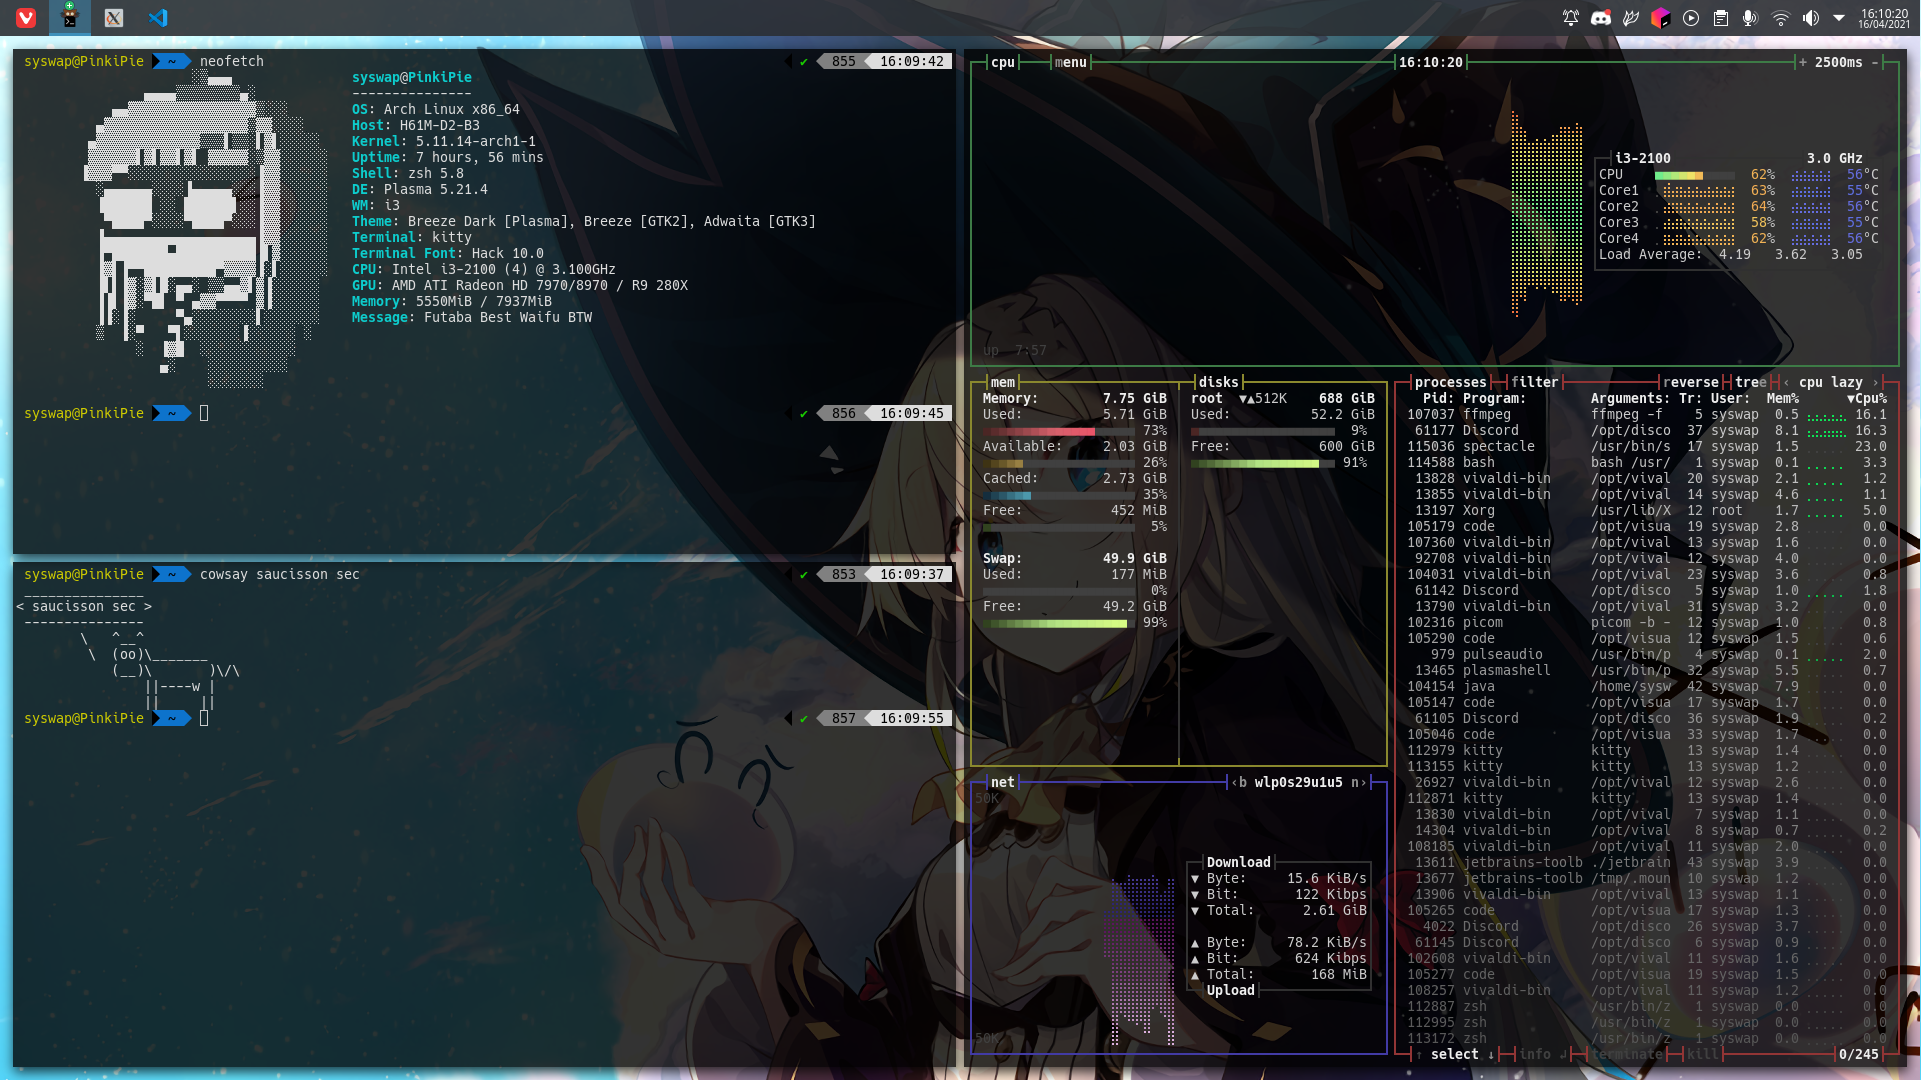 16:10:20
16/04/2021
syswap@PinkiPie ~ neofetch ✔ 855 16:09:42
syswap@PinkiPie
---------------
OS: Arch Linux x86_64
Host: H61M-D2-B3
Kernel: 5.11.14-arch1-1
Uptime: 7 hours, 56 mins
Shell: zsh 5.8
DE: Plasma 5.21.4
WM: i3
Theme: Breeze Dark [Plasma], Breeze [GTK2], Adwaita [GTK3]
Terminal: kitty
Terminal Font: Hack 10.0
CPU: Intel i3-2100 (4) @ 3.100GHz
GPU: AMD ATI Radeon HD 7970/8970 / R9 280X
Memory: 5550MiB / 7937MiB
Message: Futaba Best Waifu BTW
syswap@PinkiPie ~ ✔ 856 16:09:45
syswap@PinkiPie ~ cowsay saucisson sec ✔ 853 16:09:37
_______________
< saucisson sec >
---------------
\   ^__^
\  (oo)\_______
(__)\       )\/\
||----w |
||     ||
syswap@PinkiPie ~ ✔ 857 16:09:55
cpu menu 16:10:20 + 2500ms -
i3-2100 3.0 GHz
CPU 62% 56°C
Core1 63% 55°C
Core2 64% 56°C
Core3 58% 55°C
Core4 62% 56°C
Load Average: 4.19 3.62 3.05
up 7:57
mem
Memory: 7.75 GiB
Used: 5.71 GiB
73%
Available: 2.03 GiB
26%
Cached: 2.73 GiB
35%
Free: 452 MiB
5%
Swap: 49.9 GiB
Used: 177 MiB
0%
Free: 49.2 GiB
99%
disks
root ▼▲512K 688 GiB
Used: 52.2 GiB
9%
Free: 600 GiB
91%
net ‹b wlp0s29u1u5 n›
50K
Download
▼ Byte: 15.6 KiB/s
▼ Bit: 122 Kibps
▼ Total: 2.61 GiB
▲ Byte: 78.2 KiB/s
▲ Bit: 624 Kibps
▲ Total: 168 MiB
Upload
50K
processes filter reverse tree ‹ cpu lazy ›
Pid: Program: Arguments: Tr: User: Mem% ▼Cpu%
107037 ffmpeg ffmpeg -f 5 syswap 0.5 16.1
61177 Discord /opt/disco 37 syswap 8.1 16.3
115036 spectacle /usr/bin/s 17 syswap 1.5 23.0
114588 bash bash /usr/ 1 syswap 0.1 3.3
13828 vivaldi-bin /opt/vival 20 syswap 2.1 1.2
13855 vivaldi-bin /opt/vival 14 syswap 4.6 1.1
13197 Xorg /usr/lib/X 12 root 1.7 5.0
105179 code /opt/visua 19 syswap 2.8 0.0
107360 vivaldi-bin /opt/vival 13 syswap 1.6 0.0
92708 vivaldi-bin /opt/vival 12 syswap 4.0 0.0
104031 vivaldi-bin /opt/vival 23 syswap 3.6 0.8
61142 Discord /opt/disco 5 syswap 1.0 1.8
13790 vivaldi-bin /opt/vival 31 syswap 3.2 0.0
102316 picom picom -b - 12 syswap 1.0 0.8
105290 code /opt/visua 12 syswap 1.5 0.6
979 pulseaudio /usr/bin/p 4 syswap 0.1 2.0
13465 plasmashell /usr/bin/p 32 syswap 5.5 0.7
104154 java /home/sysw 42 syswap 7.9 0.0
105147 code /opt/visua 17 syswap 1.7 0.0
61105 Discord /opt/disco 36 syswap 1.9 0.2
105046 code /opt/visua 33 syswap 1.7 0.0
112979 kitty kitty 13 syswap 1.4 0.0
113155 kitty kitty 13 syswap 1.2 0.0
26927 vivaldi-bin /opt/vival 12 syswap 2.6 0.0
112871 kitty kitty 13 syswap 1.4 0.0
13830 vivaldi-bin /opt/vival 7 syswap 1.1 0.0
14304 vivaldi-bin /opt/vival 8 syswap 0.7 0.2
108185 vivaldi-bin /opt/vival 11 syswap 2.0 0.0
13611 jetbrains-toolb ./jetbrain 43 syswap 3.9 0.0
13677 jetbrains-toolb /tmp/.moun 10 syswap 1.2 0.0
13906 vivaldi-bin /opt/vival 13 syswap 1.1 0.0
105265 code /opt/visua 17 syswap 1.3 0.0
4022 Discord /opt/disco 26 syswap 3.7 0.0
61145 Discord /opt/disco 6 syswap 0.9 0.0
102608 vivaldi-bin /opt/vival 11 syswap 1.6 0.0
105277 code /opt/visua 19 syswap 1.5 0.0
108257 vivaldi-bin /opt/vival 11 syswap 1.2 0.0
112887 zsh /usr/bin/z 1 syswap 0.0 0.0
112995 zsh /usr/bin/z 1 syswap 0.0 0.0
113172 zsh /usr/bin/z 1 syswap 0.0 0.0
↑ select ↓ info ↲ terminate kill 0/245